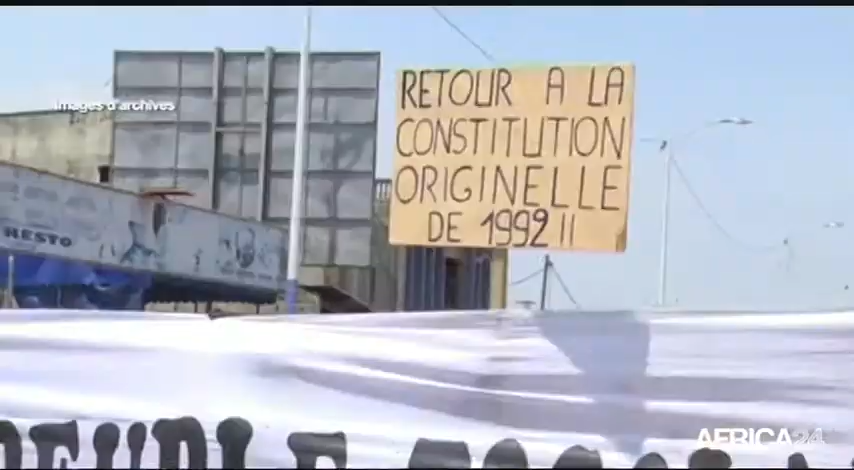 Images d'archives
RETOUR A LA
CONSTITUTION
ORIGINELLE
DE 1992!!
RESTO
AFRICA24